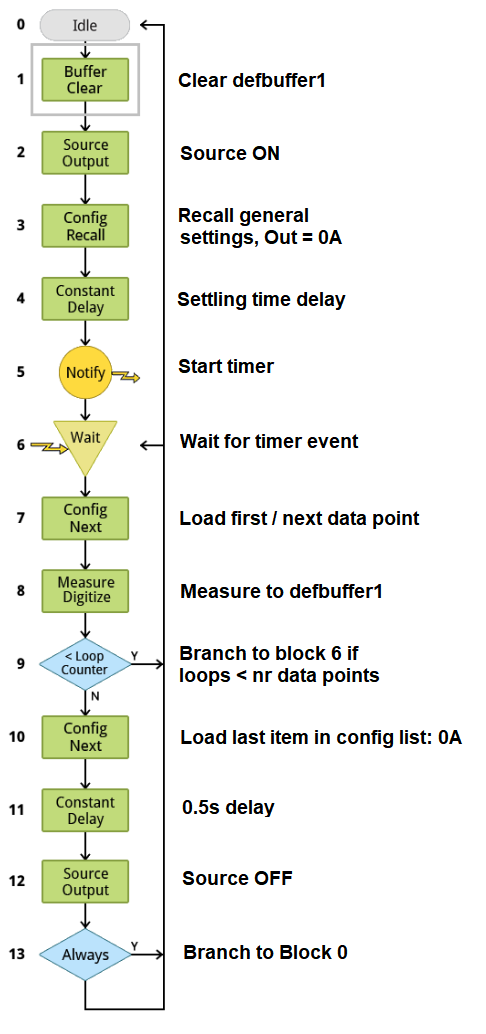 0 Idle
1 Buffer Clear Clear defbuffer1
2 Source Output Source ON
3 Config Recall Recall general settings, Out = 0A
4 Constant Delay Settling time delay
5 Notify Start timer
6 Wait Wait for timer event
7 Config Next Load first / next data point
8 Measure Digitize Measure to defbuffer1
9 < Loop Counter Y Branch to block 6 if loops < nr data points
N
10 Config Next Load last item in config list: 0A
11 Constant Delay 0.5s delay
12 Source Output Source OFF
13 Always Y Branch to Block 0